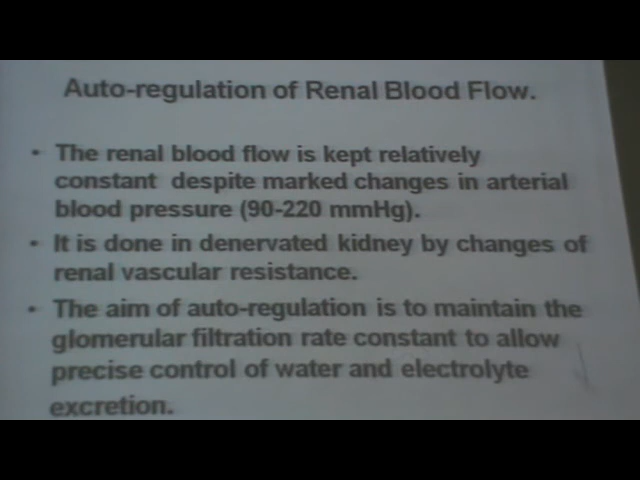 Auto-regulation of Renal Blood Flow.
• The renal blood flow is kept relatively
constant despite marked changes in arterial
blood pressure (90-220 mmHg).
• It is done in denervated kidney by changes of
renal vascular resistance.
• The aim of auto-regulation is to maintain the
glomerular filtration rate constant to allow
precise control of water and electrolyte
excretion.